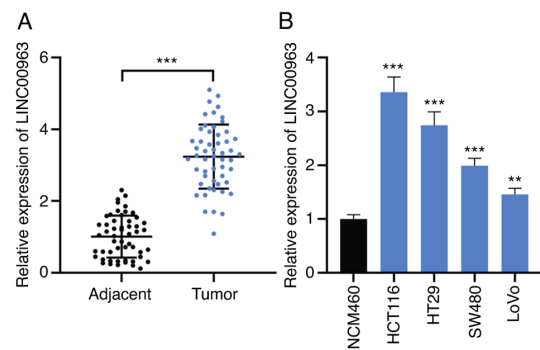 A
Relative expression of LINC00963
6
4
2
0
***
Adjacent
Tumor
B
Relative expression of LINC00963
4
3
2
1
0
***
***
***
**
NCM460
HCT116
HT29
SW480
LoVo